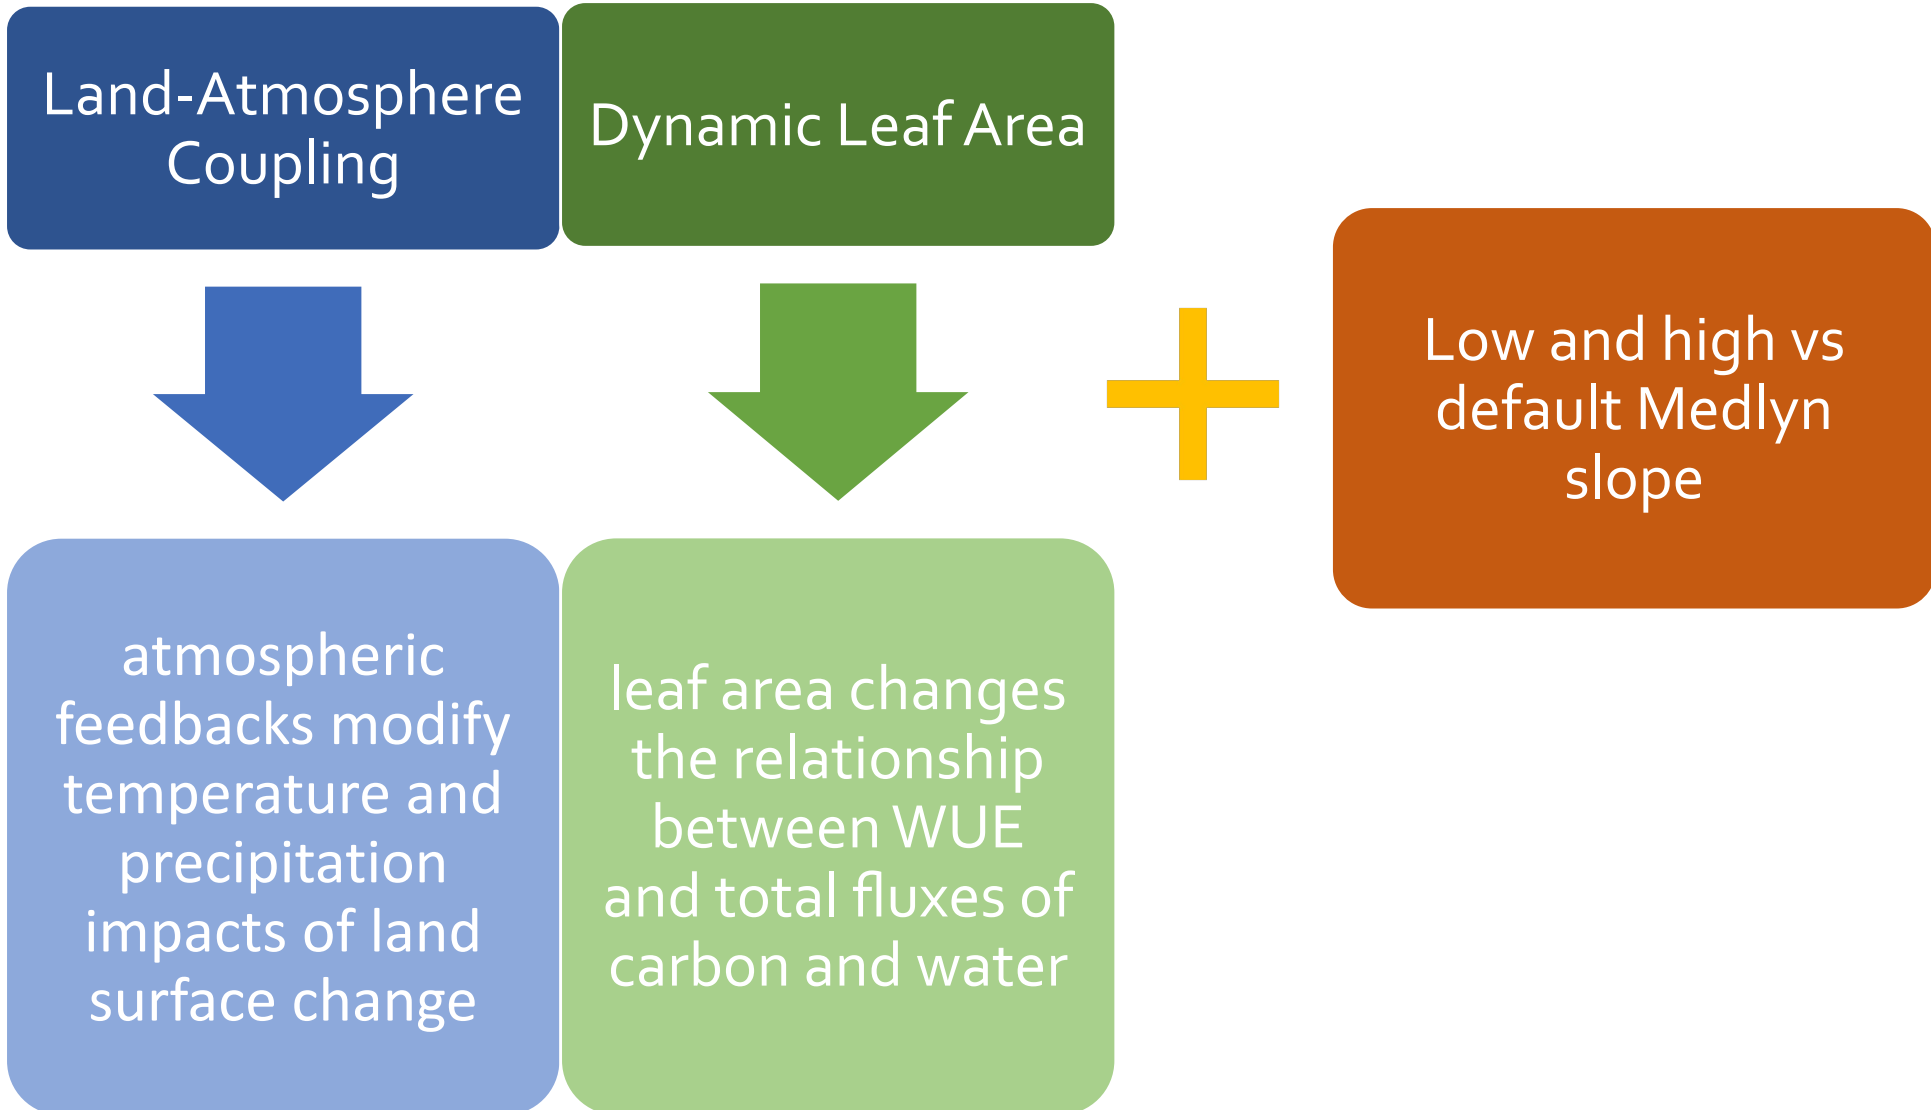 Land-Atmosphere
Coupling
Dynamic Leaf Area
Low and high vs
default Medlyn
slope
atmospheric
feedbacks modify
temperature and
precipitation
impacts of land
surface change
leaf area changes
the relationship
between WUE
and total fluxes of
carbon and water